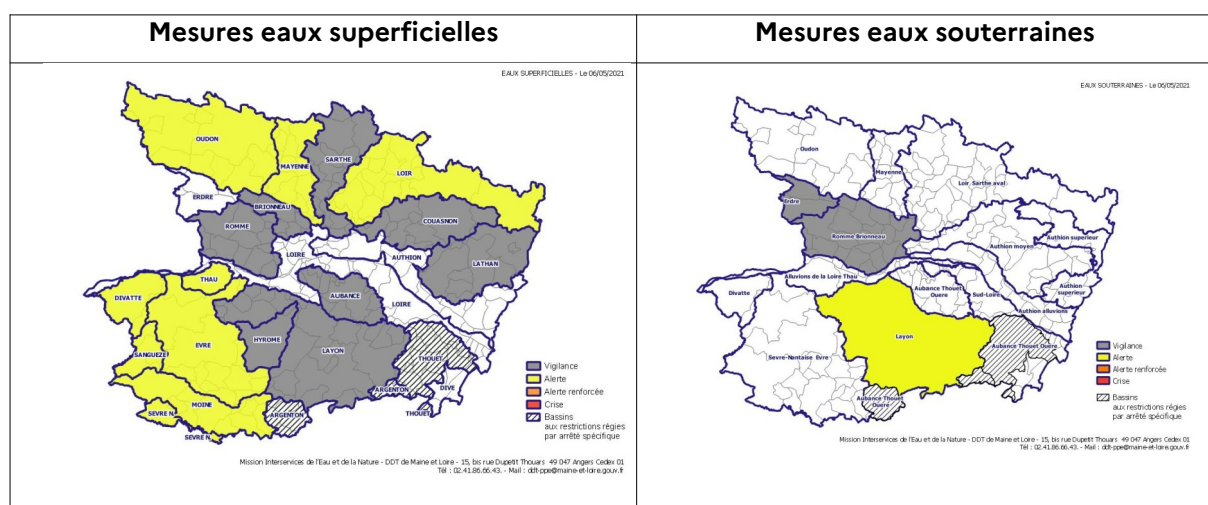 Mesures eaux superficielles
Mesures eaux souterraines
EAUX SUPERFICIELLES - Le 06/05/2021
OUDON
MAYENNE
SARTHE
LOIR
ERDRE
BRIONNEAU
ROMME
COUASNON
LOIRE
AUTHION
LATHAN
THAU
DIVATTE
AUBANCE
LOIRE
SANGUEZE
EVRE
HYROME
LAYON
THOUET
MOINE
ARGENTON
DIVE
SEVRE N.
ARGENTON
THOUET
SEVRE N.
Vigilance
Alerte
Alerte renforcée
Crise
Bassins
aux restrictions régies
par arrêté spécifique
Mission Interservices de l'Eau et de la Nature - DDT de Maine et Loire - 15, bis rue Dupetit Thouars 49 047 Angers Cedex 01
Tél : 02.41.86.66.43. - Mail : ddt-ppe@maine-et-loire.gouv.fr
EAUX SOUTERRAINES - Le 06/05/2021
Oudon
Mayenne
Loir Sarthe aval
Erdre
Romme Brionneau
Authion moyen
Authion superieur
Alluvions de la Loire Thau
Divatte
Aubance Thouet
Ouere
Sud-Loire
Authion
superieur
Authion alluvions
Layon
Sevre-Nantaise Evre
Aubance Thouet Ouere
Aubance Thouet
Ouere
Vigilance
Alerte
Alerte renforcée
Crise
Bassins
aux restrictions régies
par arrêté spécifique
Mission Interservices de l'Eau et de la Nature - DDT de Maine et Loire - 15, bis rue Dupetit Thouars 49 047 Angers Cedex 01
Tél : 02.41.86.66.43. - Mail : ddt-ppe@maine-et-loire.gouv.fr